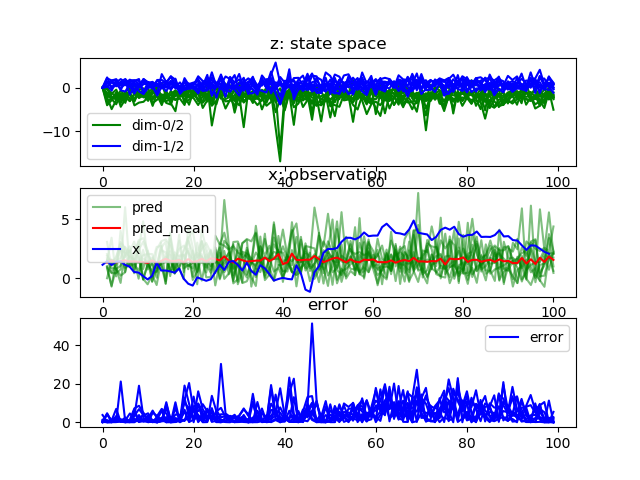 z: state space
0
−10
dim-0/2
dim-1/2
0 20 40 60 80 100
x: observation
5
0
pred
pred_mean
x
0 20 40 60 80 100
error
40
20
0
error
0 20 40 60 80 100